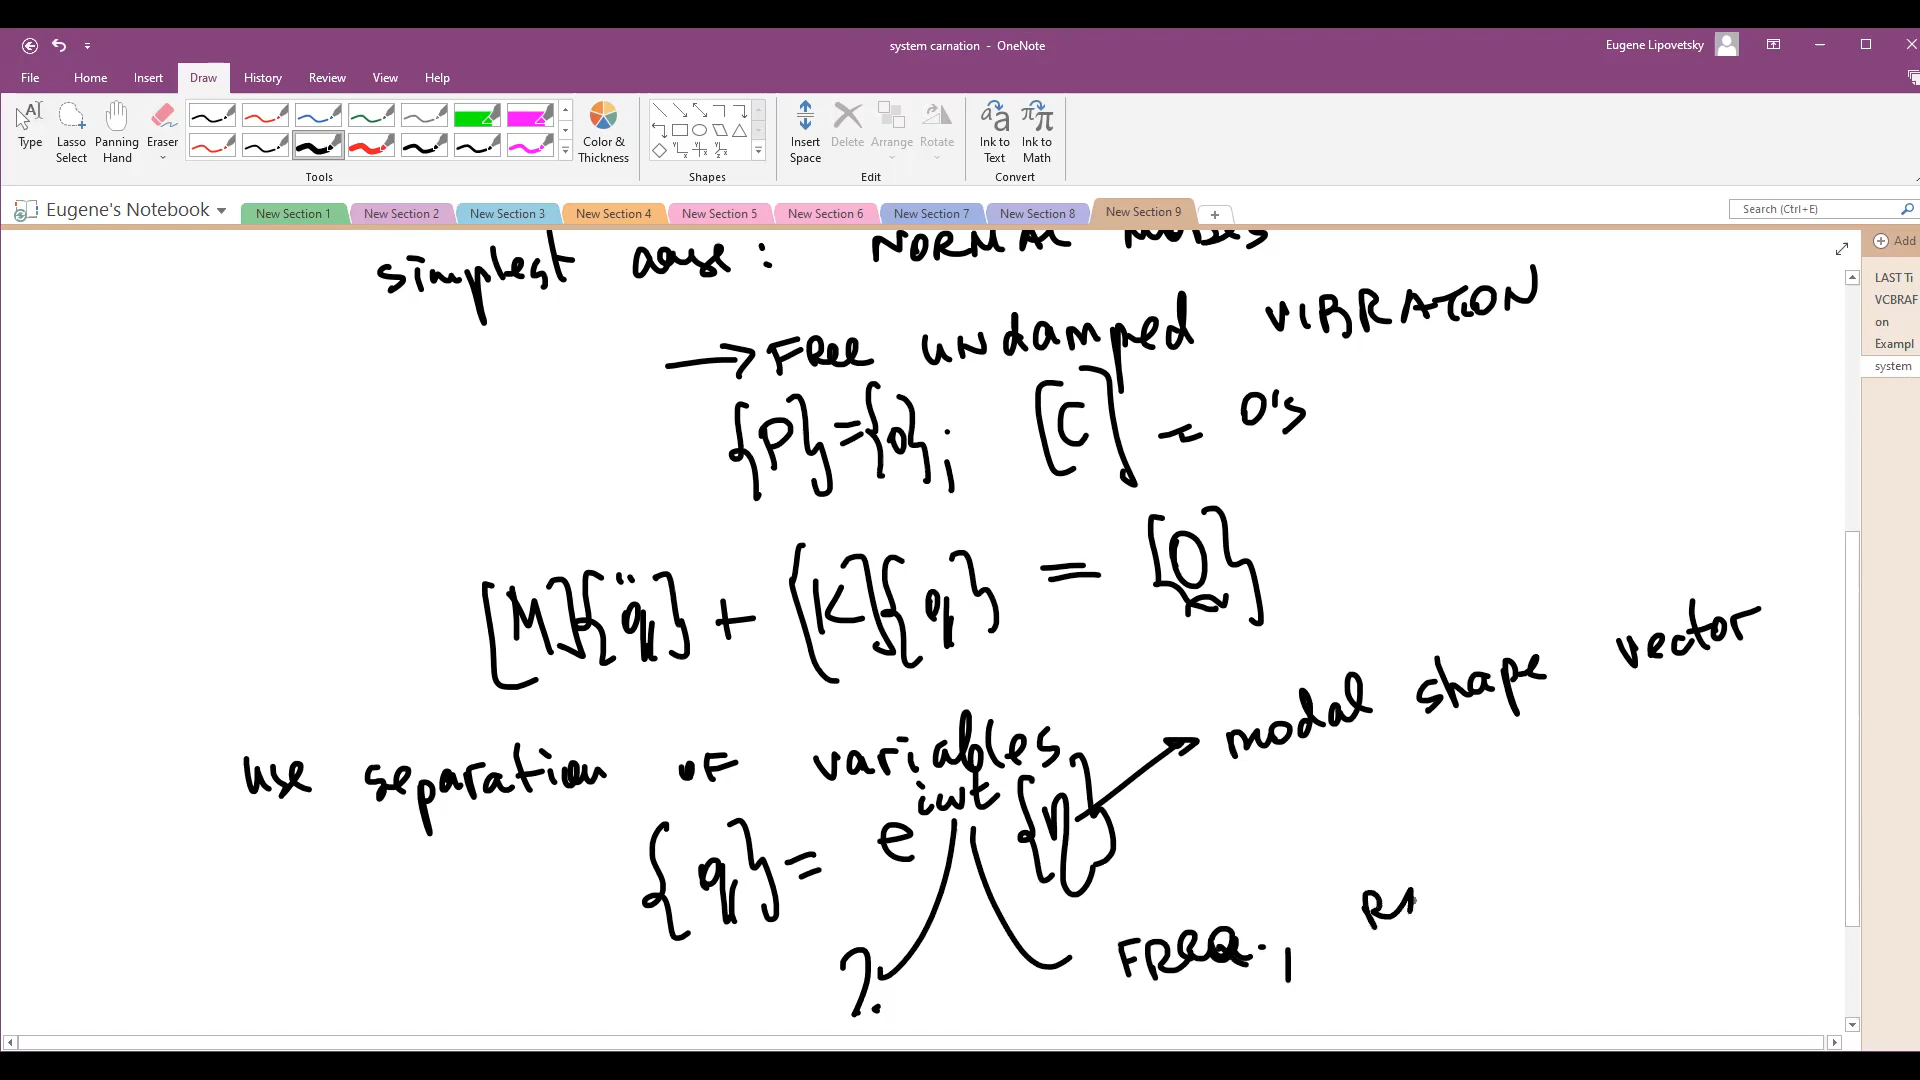 system carnation - OneNote
Eugene Lipovetsky
File Home Insert Draw History Review View Help
Type
Lasso Select
Panning Hand
Eraser
Color & Thickness
Insert Space
Delete
Arrange
Rotate
Ink to Text
Ink to Math
Tools
Shapes
Edit
Convert
Eugene's Notebook
New Section 1
New Section 2
New Section 3
New Section 4
New Section 5
New Section 6
New Section 7
New Section 8
New Section 9
Search (Ctrl+E)
Add
LAST Ti
VCBRAF
on
Exampl
system
simplest case: NORMAL MODES
→ FREE undamped VIBRATION
{P}={0}; [C] = 0's
[M]{q̈} + [K]{q} = {0}
use separation of variables
{q} = e^{iwt} {η} → modal shape vector
?. FREQ.,